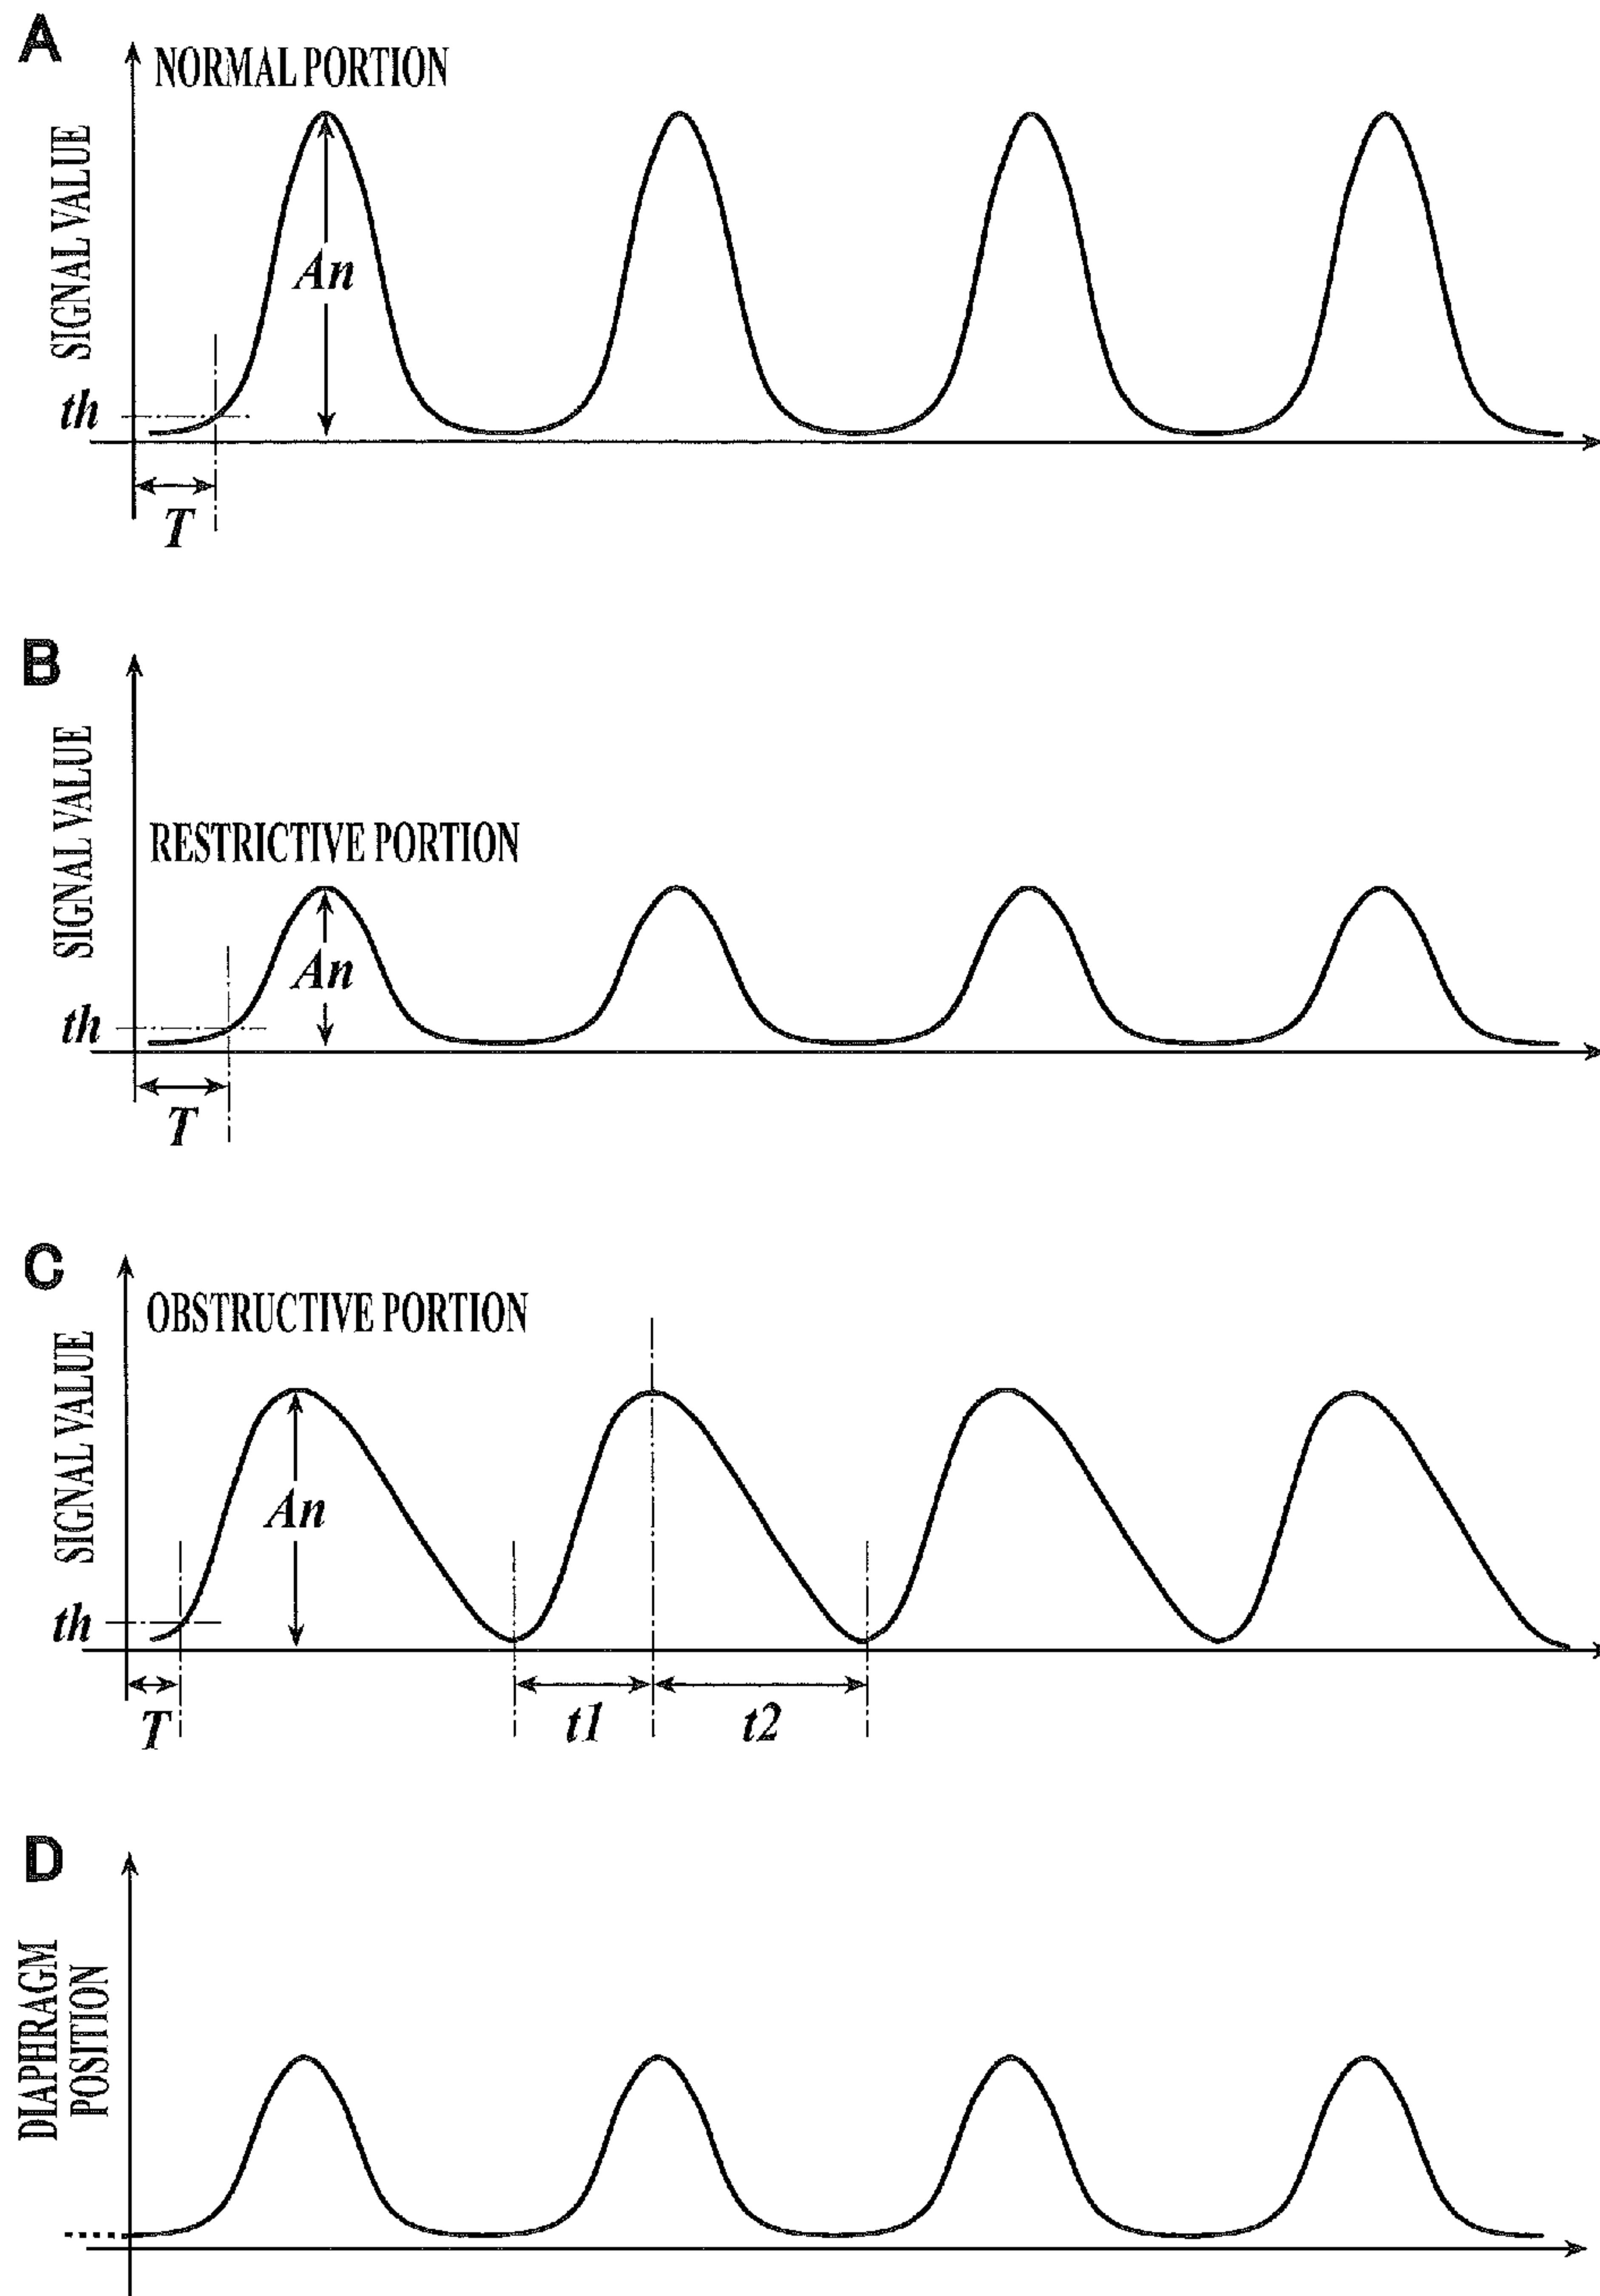 A
NORMAL PORTION
SIGNAL VALUE
An
th
T
B
SIGNAL VALUE
RESTRICTIVE PORTION
An
th
T
C
OBSTRUCTIVE PORTION
SIGNAL VALUE
An
th
T
t1
t2
D
DIAPHRAGM
POSITION